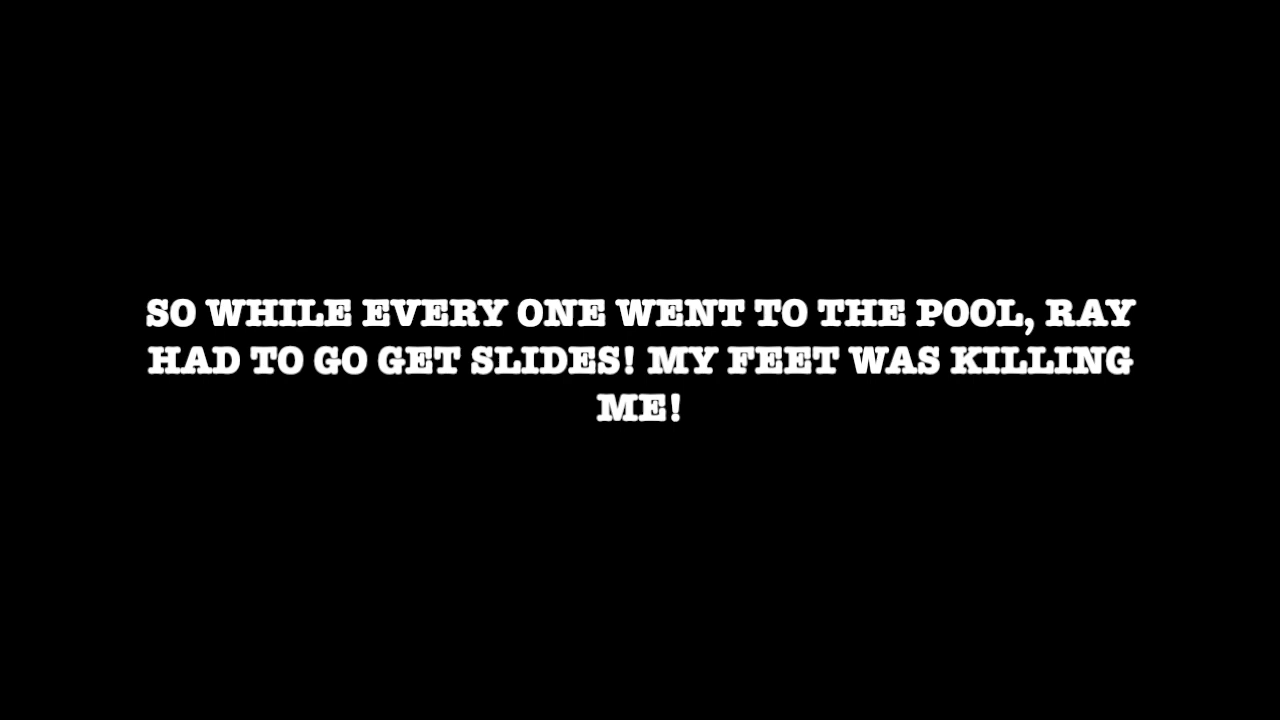 SO WHILE EVERY ONE WENT TO THE POOL, RAY
HAD TO GO GET SLIDES! MY FEET WAS KILLING
ME!